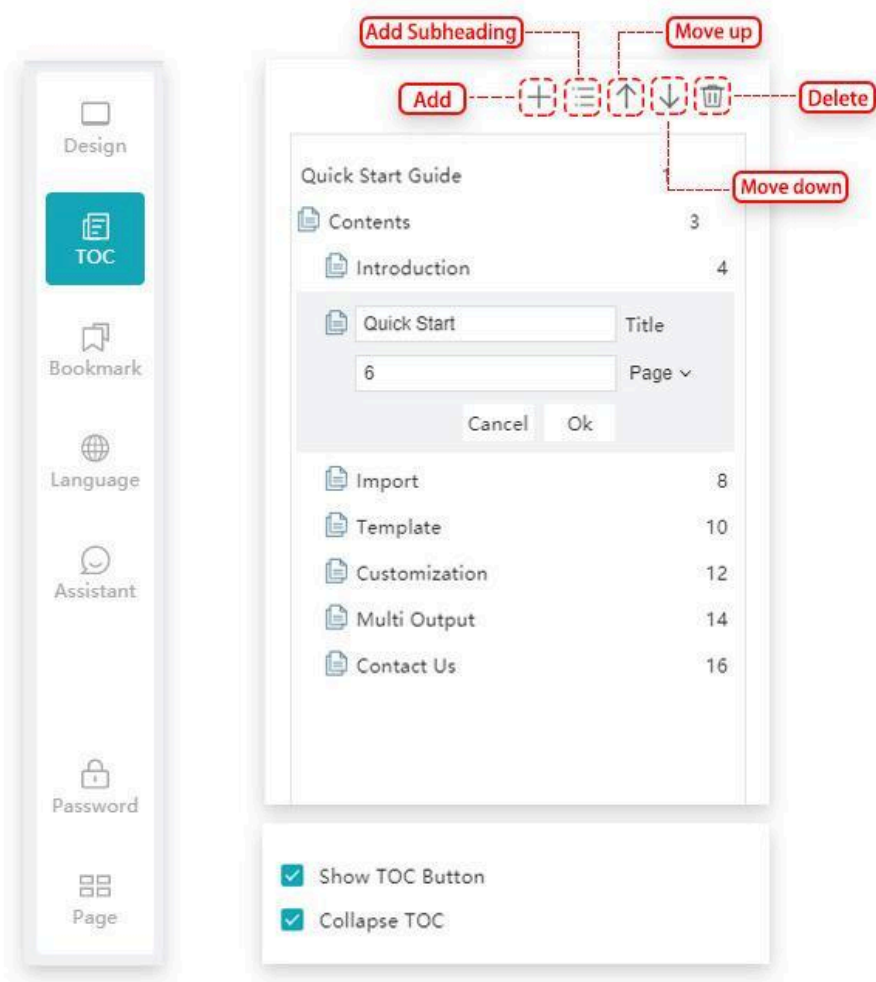 Add Subheading
Move up
Add
Delete
Move down
Design
TOC
Bookmark
Language
Assistant
Password
Page
Quick Start Guide
Contents 3
Introduction 4
Quick Start Title
6 Page
Cancel Ok
Import 8
Template 10
Customization 12
Multi Output 14
Contact Us 16
Show TOC Button
Collapse TOC